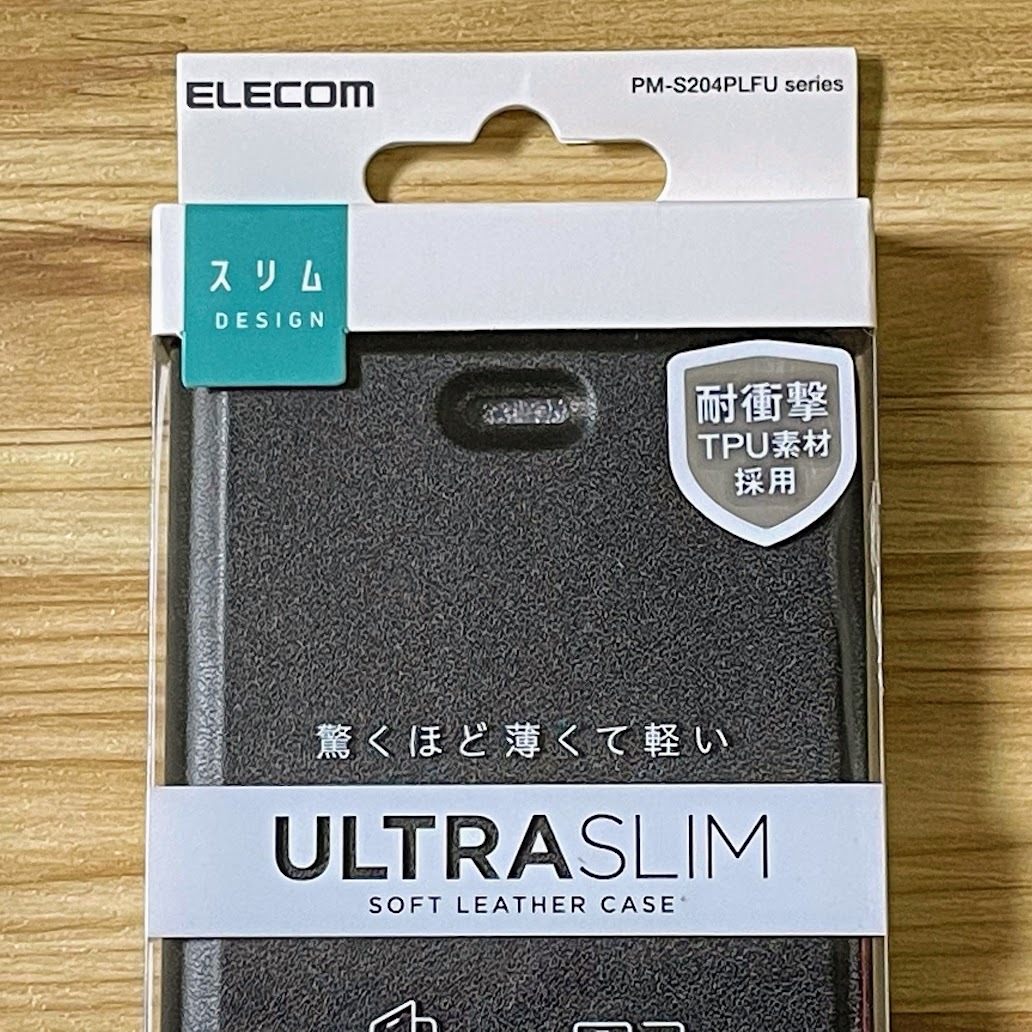 ELECOM
PM-S204PLFU series
スリム
DESIGN
耐衝撃
TPU素材
採用
驚くほど薄くて軽い
ULTRASLIM
SOFT LEATHER CASE